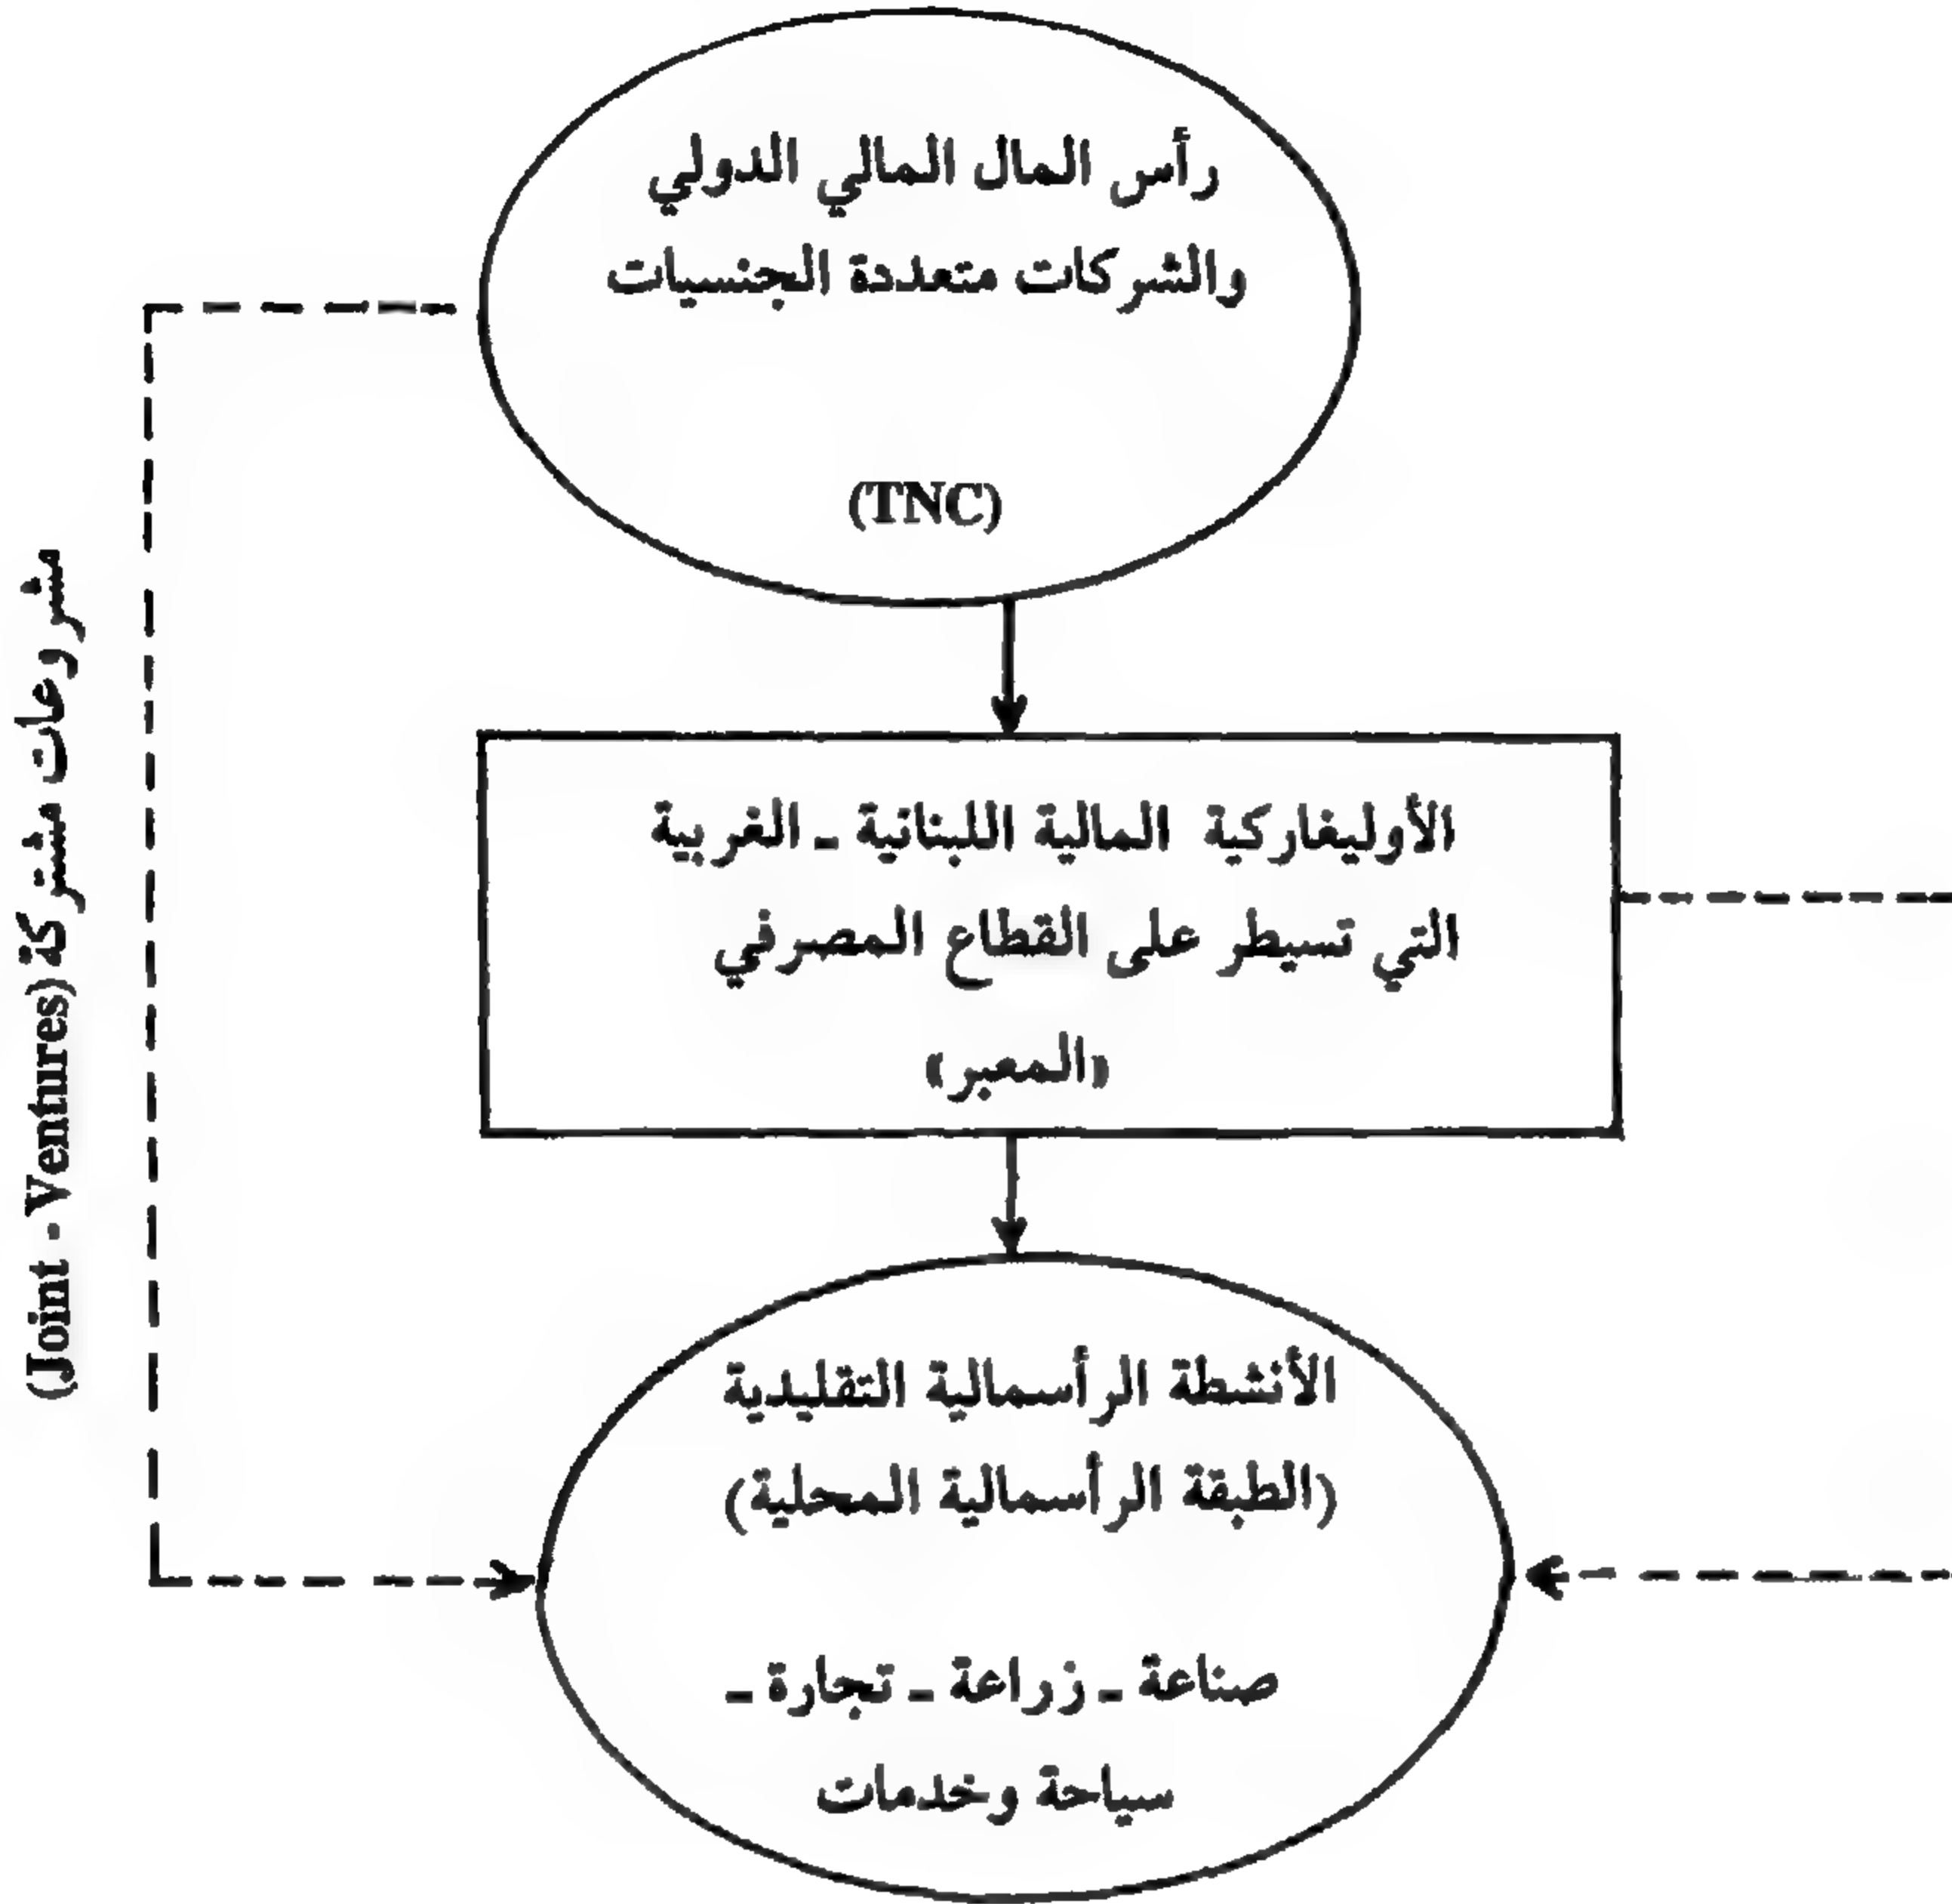 رأس المال المالي الدولي
والشركات متعددة الجنسيات
(TNC)
الأوليغاركية المالية اللبنانية ـ الغربية
التي تسيطر على القطاع المصرفي
«المعبر»
الأنشطة الرأسمالية التقليدية
(الطبقة الرأسمالية المحلية)
صناعة ـ زراعة ـ تجارة ـ
سياحة وخدمات
مشروعات مشتركة (Joint - Ventures)